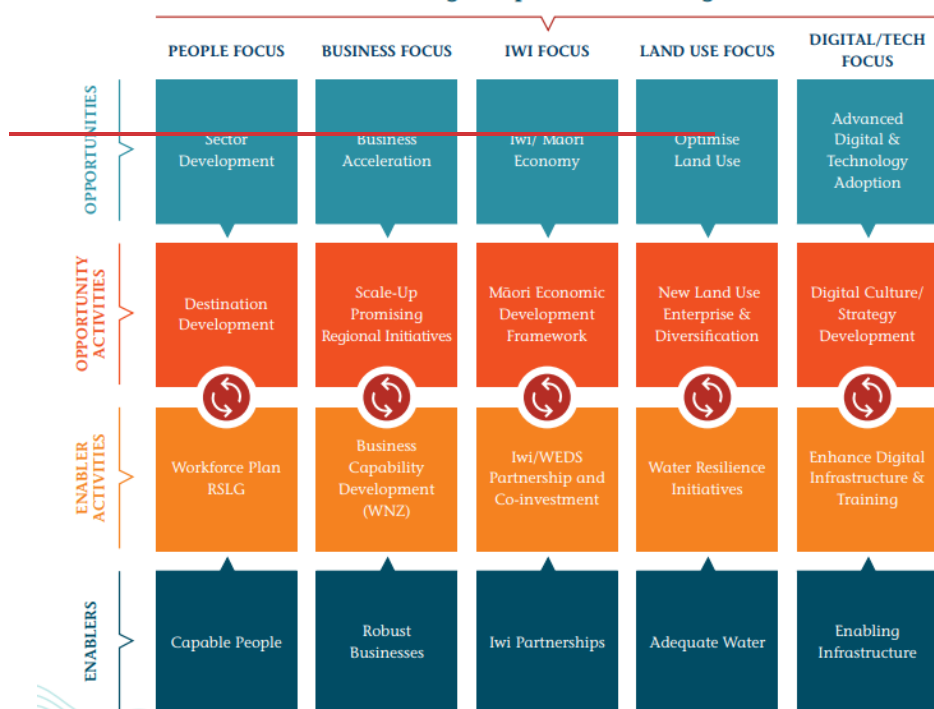 PEOPLE FOCUS
BUSINESS FOCUS
IWI FOCUS
LAND USE FOCUS
DIGITAL/TECH
FOCUS
OPPORTUNITIES
Sector
Development
Business
Acceleration
Iwi/ Māori
Economy
Optimise
Land Use
Advanced
Digital &
Technology
Adoption
OPPORTUNITY
ACTIVITIES
Destination
Development
Scale-Up
Promising
Regional Initiatives
Māori Economic
Development
Framework
New Land Use
Enterprise &
Diversification
Digital Culture/
Strategy
Development
ENABLER
ACTIVITIES
Workforce Plan
RSLG
Business
Capability
Development
(WNZ)
Iwi/WEDS
Partnership and
Co-investment
Water Resilience
Initiatives
Enhance Digital
Infrastructure &
Training
ENABLERS
Capable People
Robust
Businesses
Iwi Partnerships
Adequate Water
Enabling
Infrastructure